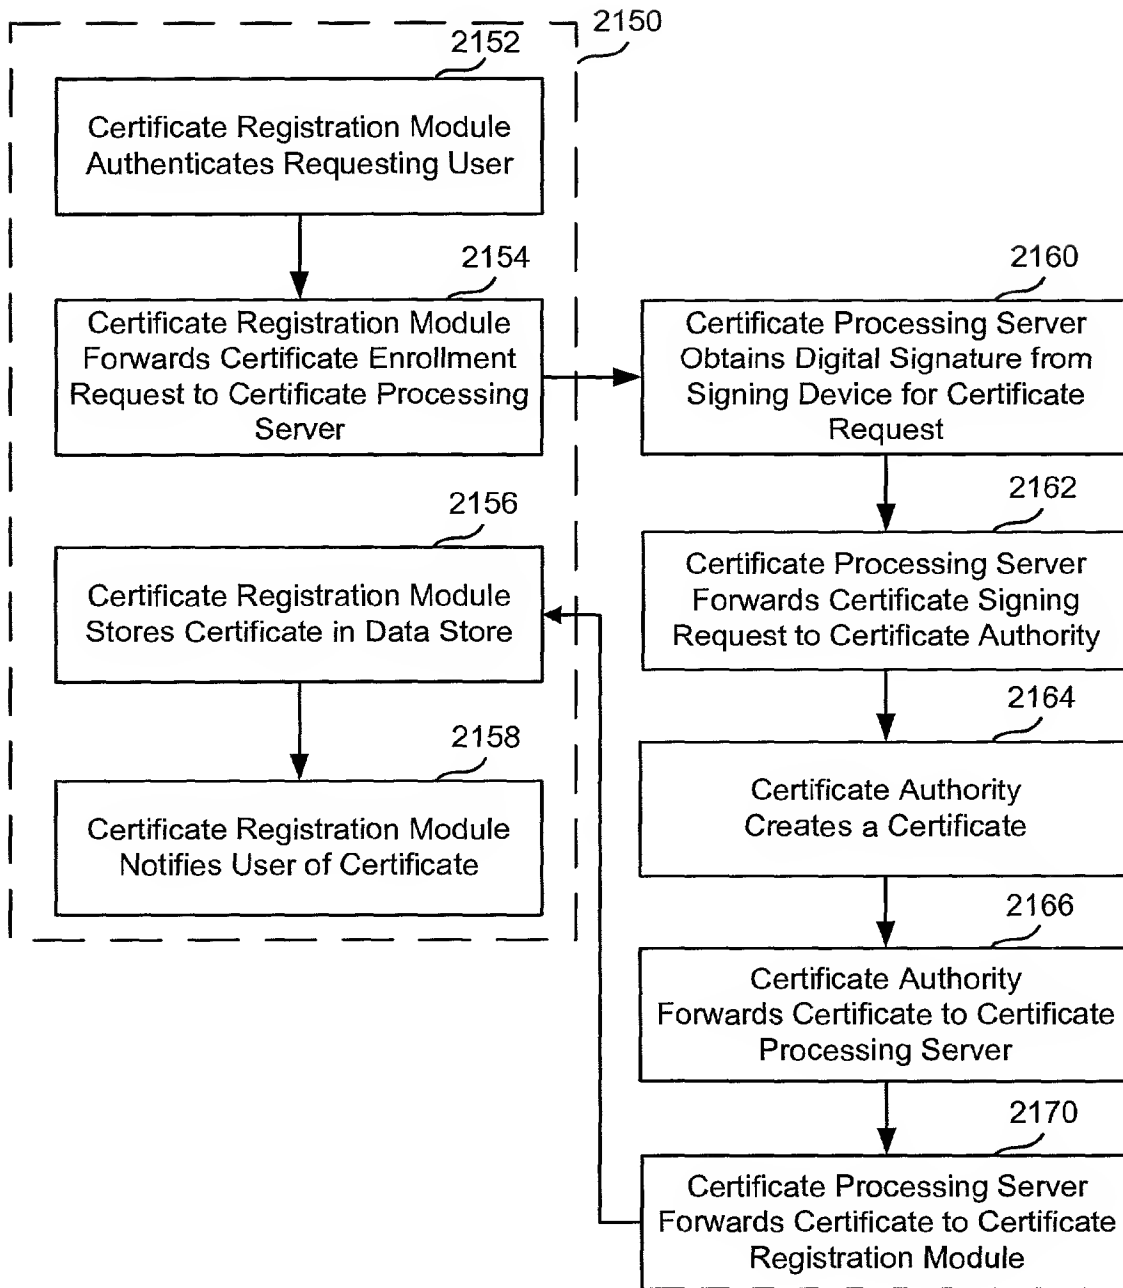 2150
2152
Certificate Registration Module
Authenticates Requesting User
2154
Certificate Registration Module
Forwards Certificate Enrollment
Request to Certificate Processing
Server
2156
Certificate Registration Module
Stores Certificate in Data Store
2158
Certificate Registration Module
Notifies User of Certificate
2160
Certificate Processing Server
Obtains Digital Signature from
Signing Device for Certificate
Request
2162
Certificate Processing Server
Forwards Certificate Signing
Request to Certificate Authority
2164
Certificate Authority
Creates a Certificate
2166
Certificate Authority
Forwards Certificate to Certificate
Processing Server
2170
Certificate Processing Server
Forwards Certificate to Certificate
Registration Module